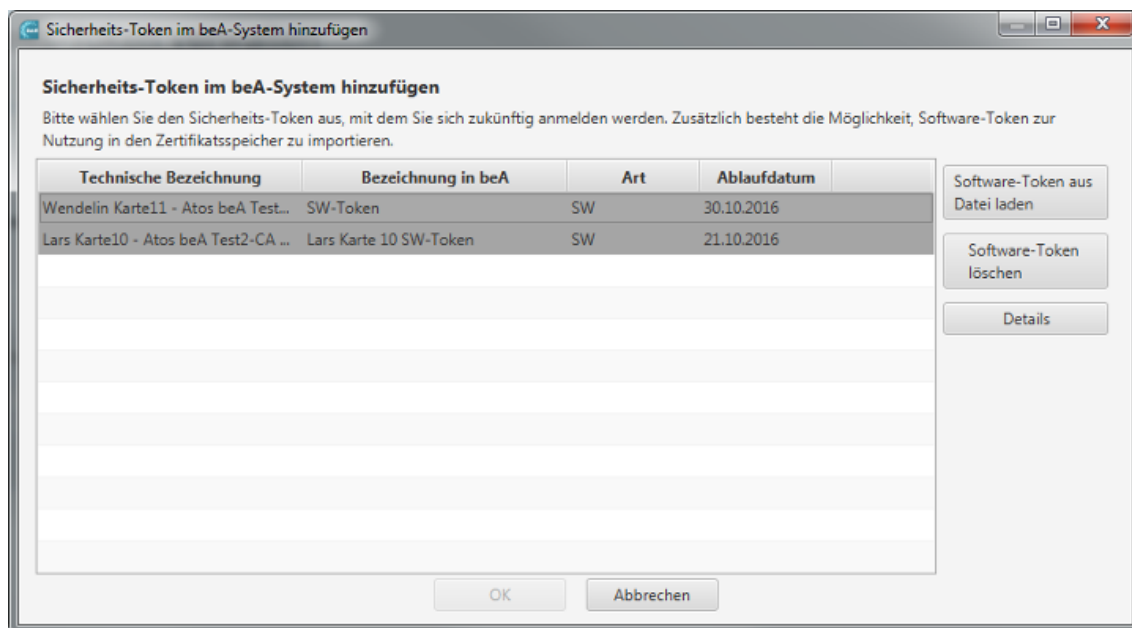 Sicherheits-Token im beA-System hinzufügen
Sicherheits-Token im beA-System hinzufügen
Bitte wählen Sie den Sicherheits-Token aus, mit dem Sie sich zukünftig anmelden werden. Zusätzlich besteht die Möglichkeit, Software-Token zur
Nutzung in den Zertifikatsspeicher zu importieren.
Technische Bezeichnung Bezeichnung in beA Art Ablaufdatum
Wendelin Karte11 - Atos beA Test... SW-Token SW 30.10.2016
Lars Karte10 - Atos beA Test2-CA ... Lars Karte 10 SW-Token SW 21.10.2016
Software-Token aus
Datei laden
Software-Token
löschen
Details
OK Abbrechen